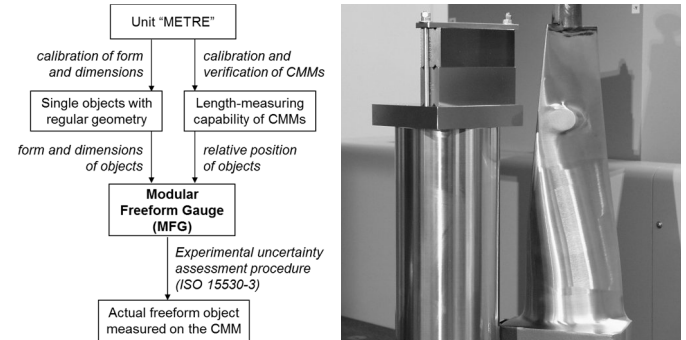 Unit “METRE”
calibration of form
and dimensions
calibration and
verification of CMMs
Single objects with
regular geometry
Length-measuring
capability of CMMs
form and dimensions
of objects
relative position
of objects
Modular
Freeform Gauge
(MFG)
Experimental uncertainty
assessment procedure
(ISO 15530-3)
Actual freeform object
measured on the CMM